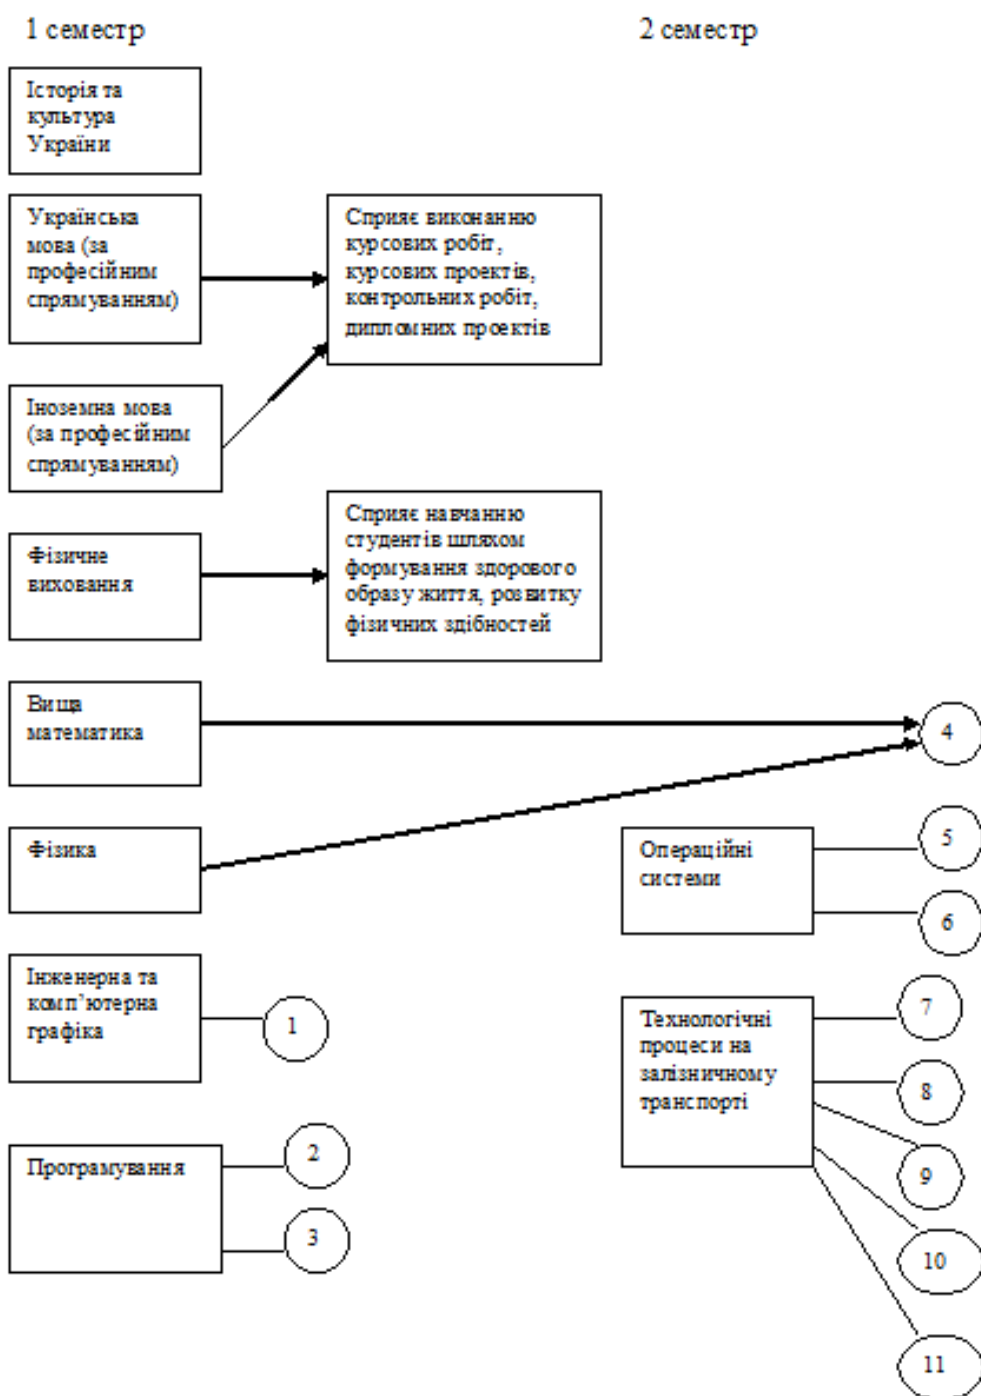 1 семестр
2 семестр
Історія та
культура
України
Українська
мова (за
професійним
спрямуванням)
Сприяє виконанню
курсових робіт,
курсових проектів,
контрольних робіт,
дипломних проектів
Іноземна мова
(за професійним
спрямуванням)
Фізичне
виховання
Сприяє навчанню
студентів шляхом
формування здорового
образу життя, розвитку
фізичних здібностей
Вища
математика
4
Фізика
Операційні
системи
5
6
Інженерна та
комп’ютерна
графіка
1
Технологічні
процеси на
залізничному
транспорті
7
8
9
10
11
Програмування
2
3